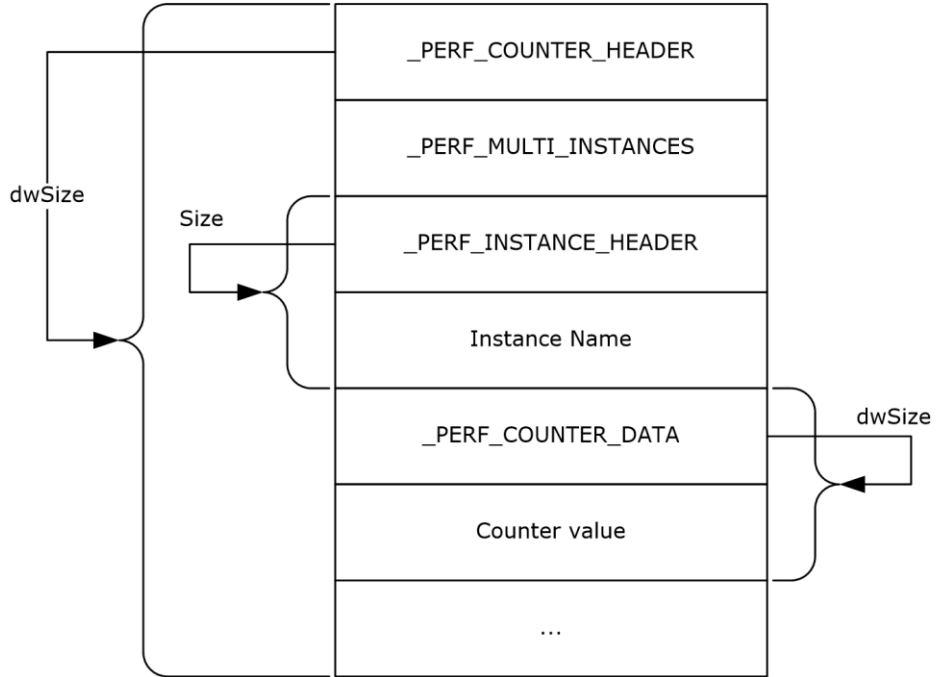 _PERF_COUNTER_HEADER
_PERF_MULTI_INSTANCES
dwSize
Size
_PERF_INSTANCE_HEADER
Instance Name
_PERF_COUNTER_DATA
dwSize
Counter value
...